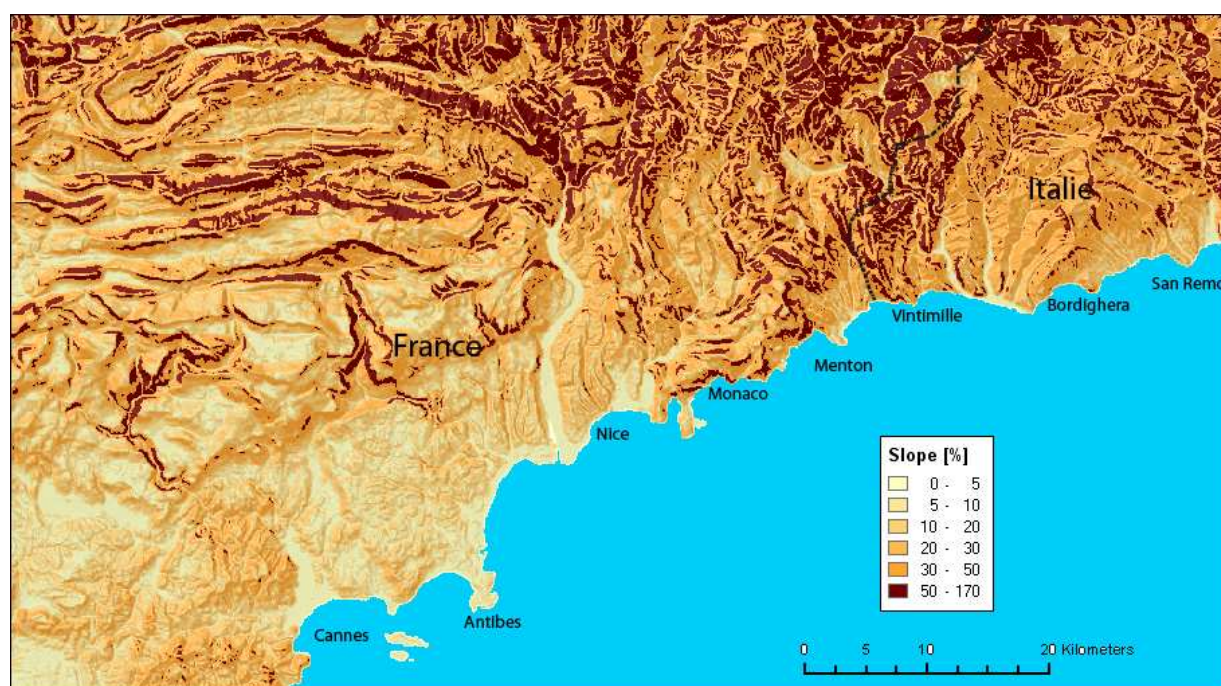 Italie
San Remo
Bordighera
Vintimille
France
Menton
Monaco
Nice
Slope [%]
0 - 5
5 - 10
10 - 20
20 - 30
30 - 50
50 - 170
Antibes
Cannes
0 5 10 20 Kilometers